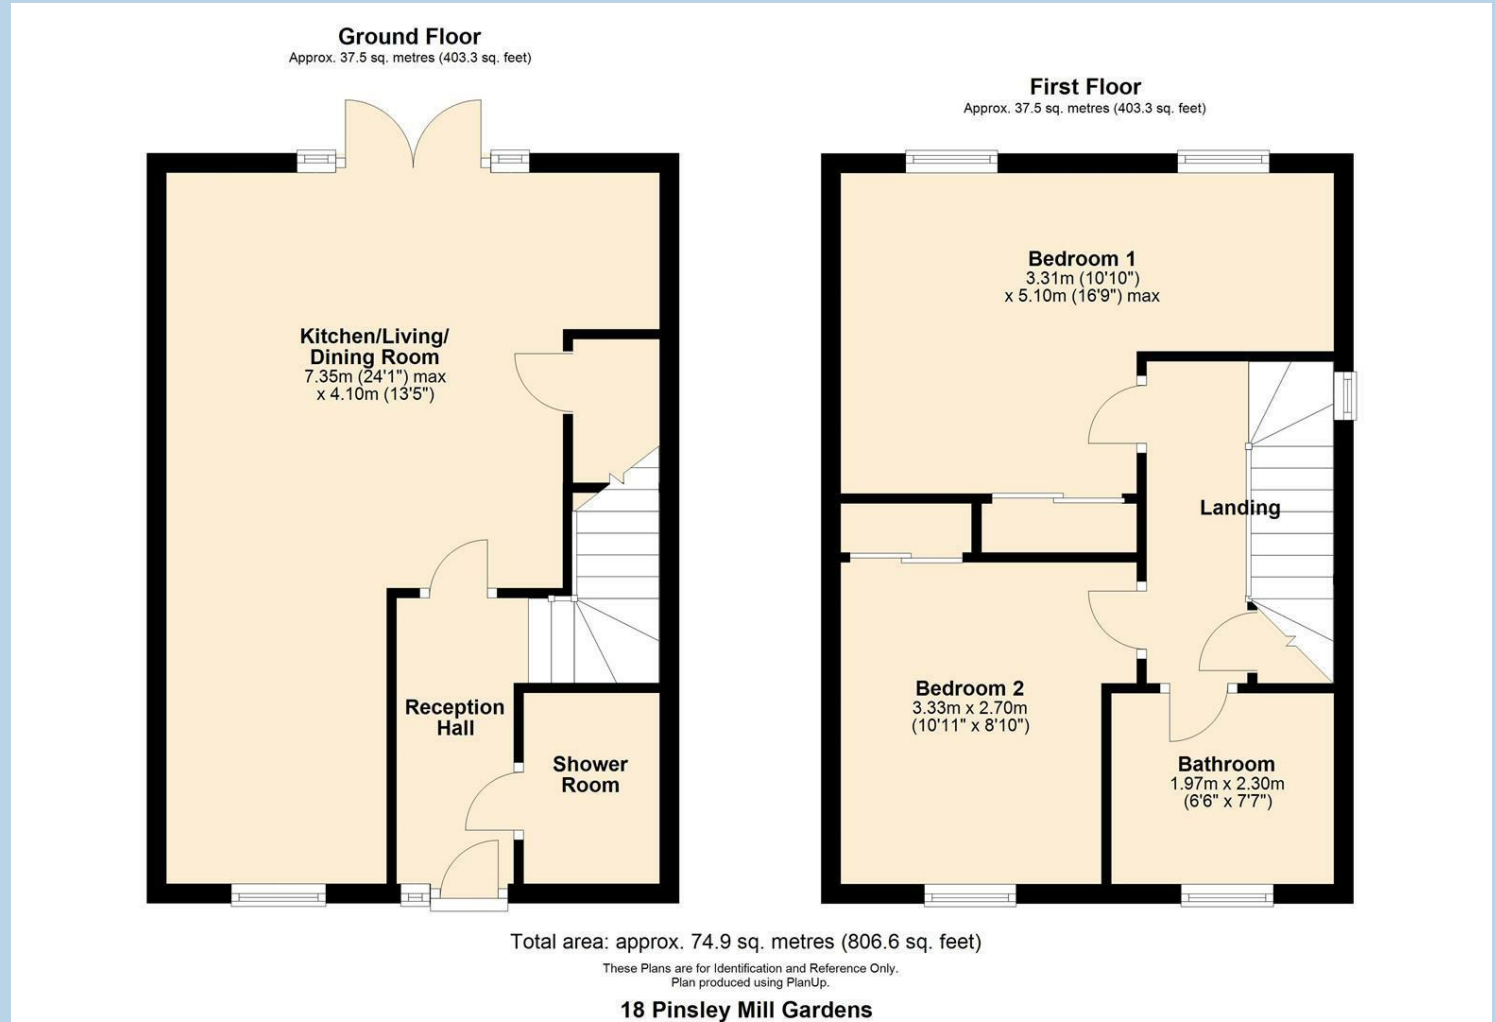 Ground Floor
Approx. 37.5 sq. metres (403.3 sq. feet)
Kitchen/Living/
Dining Room
7.35m (24'1") max
x 4.10m (13'5")
Reception
Hall
Shower
Room
First Floor
Approx. 37.5 sq. metres (403.3 sq. feet)
Bedroom 1
3.31m (10'10")
x 5.10m (16'9") max
Landing
Bedroom 2
3.33m x 2.70m
(10'11" x 8'10")
Bathroom
1.97m x 2.30m
(6'6" x 7'7")
Total area: approx. 74.9 sq. metres (806.6 sq. feet)
These Plans are for Identification and Reference Only.
Plan produced using PlanUp.
18 Pinsley Mill Gardens